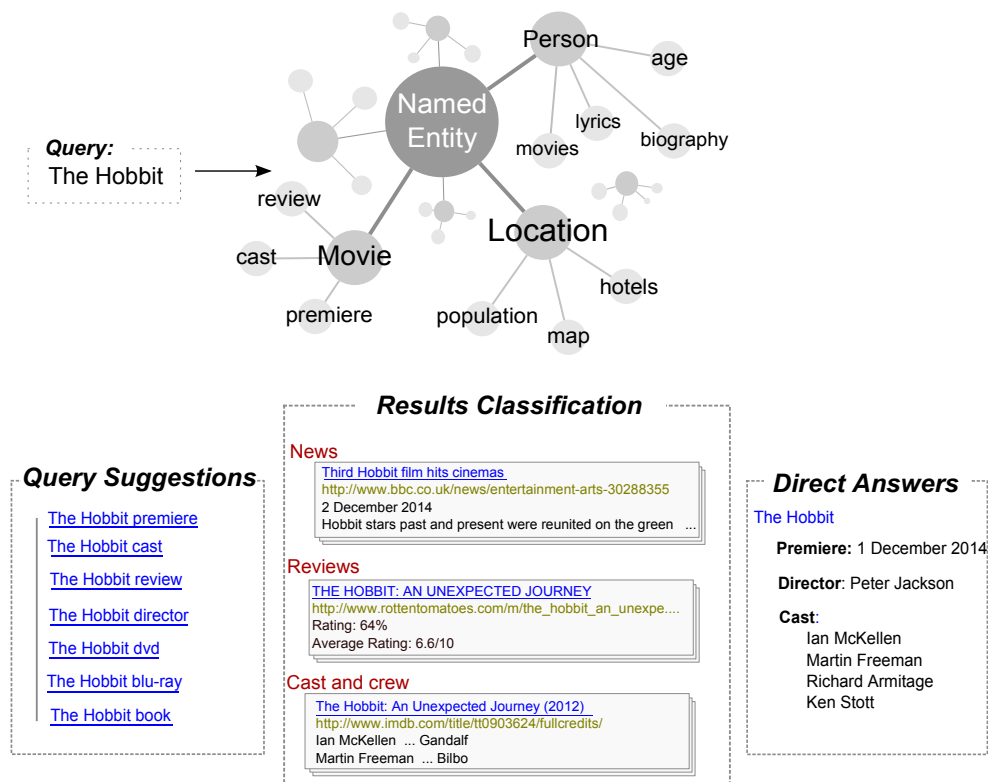 Query:
The Hobbit
Named
Entity
Person
age
lyrics
movies
biography
review
cast
Movie
premiere
Location
hotels
population
map
Query Suggestions
The Hobbit premiere
The Hobbit cast
The Hobbit review
The Hobbit director
The Hobbit dvd
The Hobbit blu-ray
The Hobbit book
Results Classification
News
Third Hobbit film hits cinemas
http://www.bbc.co.uk/news/entertainment-arts-30288355
2 December 2014
Hobbit stars past and present were reunited on the green ...
Reviews
THE HOBBIT: AN UNEXPECTED JOURNEY
http://www.rottentomatoes.com/m/the_hobbit_an_unexpe....
Rating: 64%
Average Rating: 6.6/10
Cast and crew
The Hobbit: An Unexpected Journey (2012)
http://www.imdb.com/title/tt0903624/fullcredits/
Ian McKellen ... Gandalf
Martin Freeman ... Bilbo
Direct Answers
The Hobbit
Premiere: 1 December 2014
Director: Peter Jackson
Cast:
Ian McKellen
Martin Freeman
Richard Armitage
Ken Stott